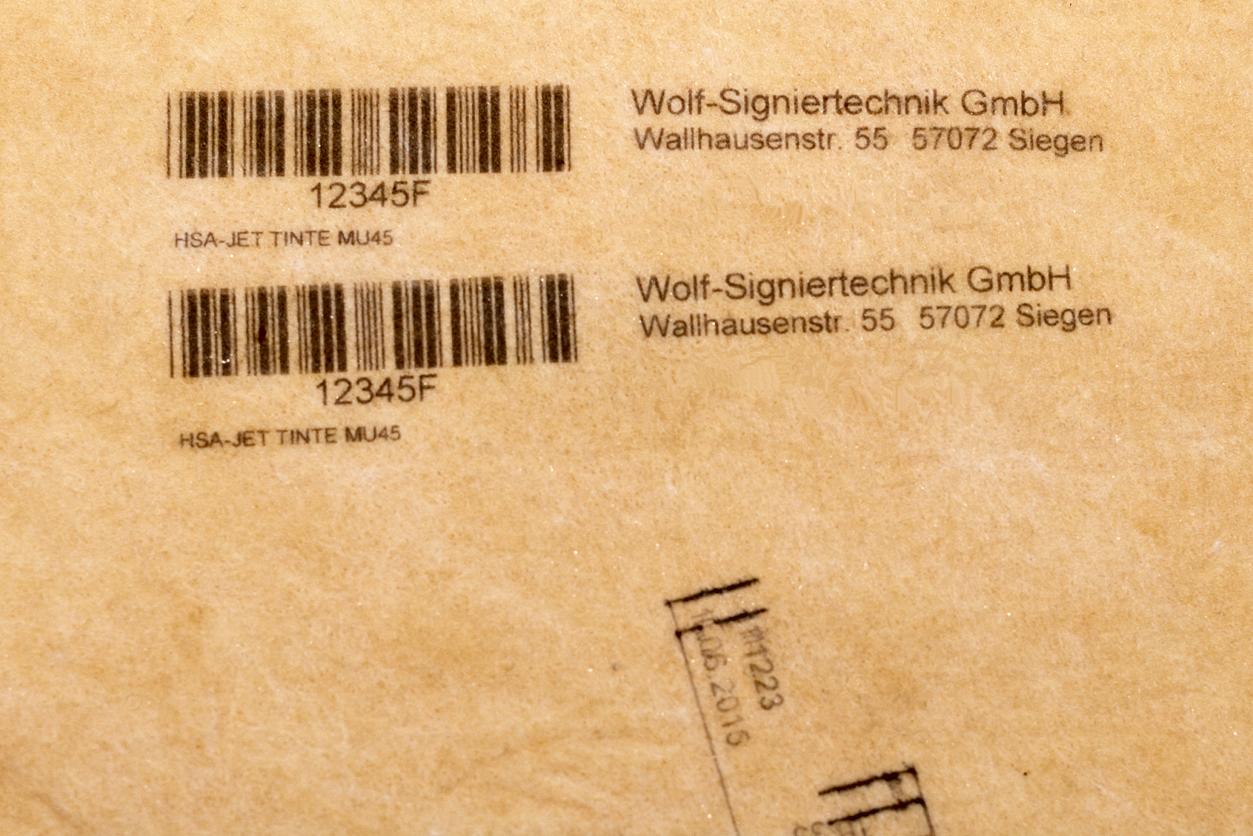 Wolf-Signiertechnik GmbH
Wallhausenstr. 55 57072 Siegen
12345F
HSA-JET TINTE MU45
Wolf-Signiertechnik GmbH
Wallhausenstr. 55 57072 Siegen
12345F
HSA-JET TINTE MU45
11223
.06.2015